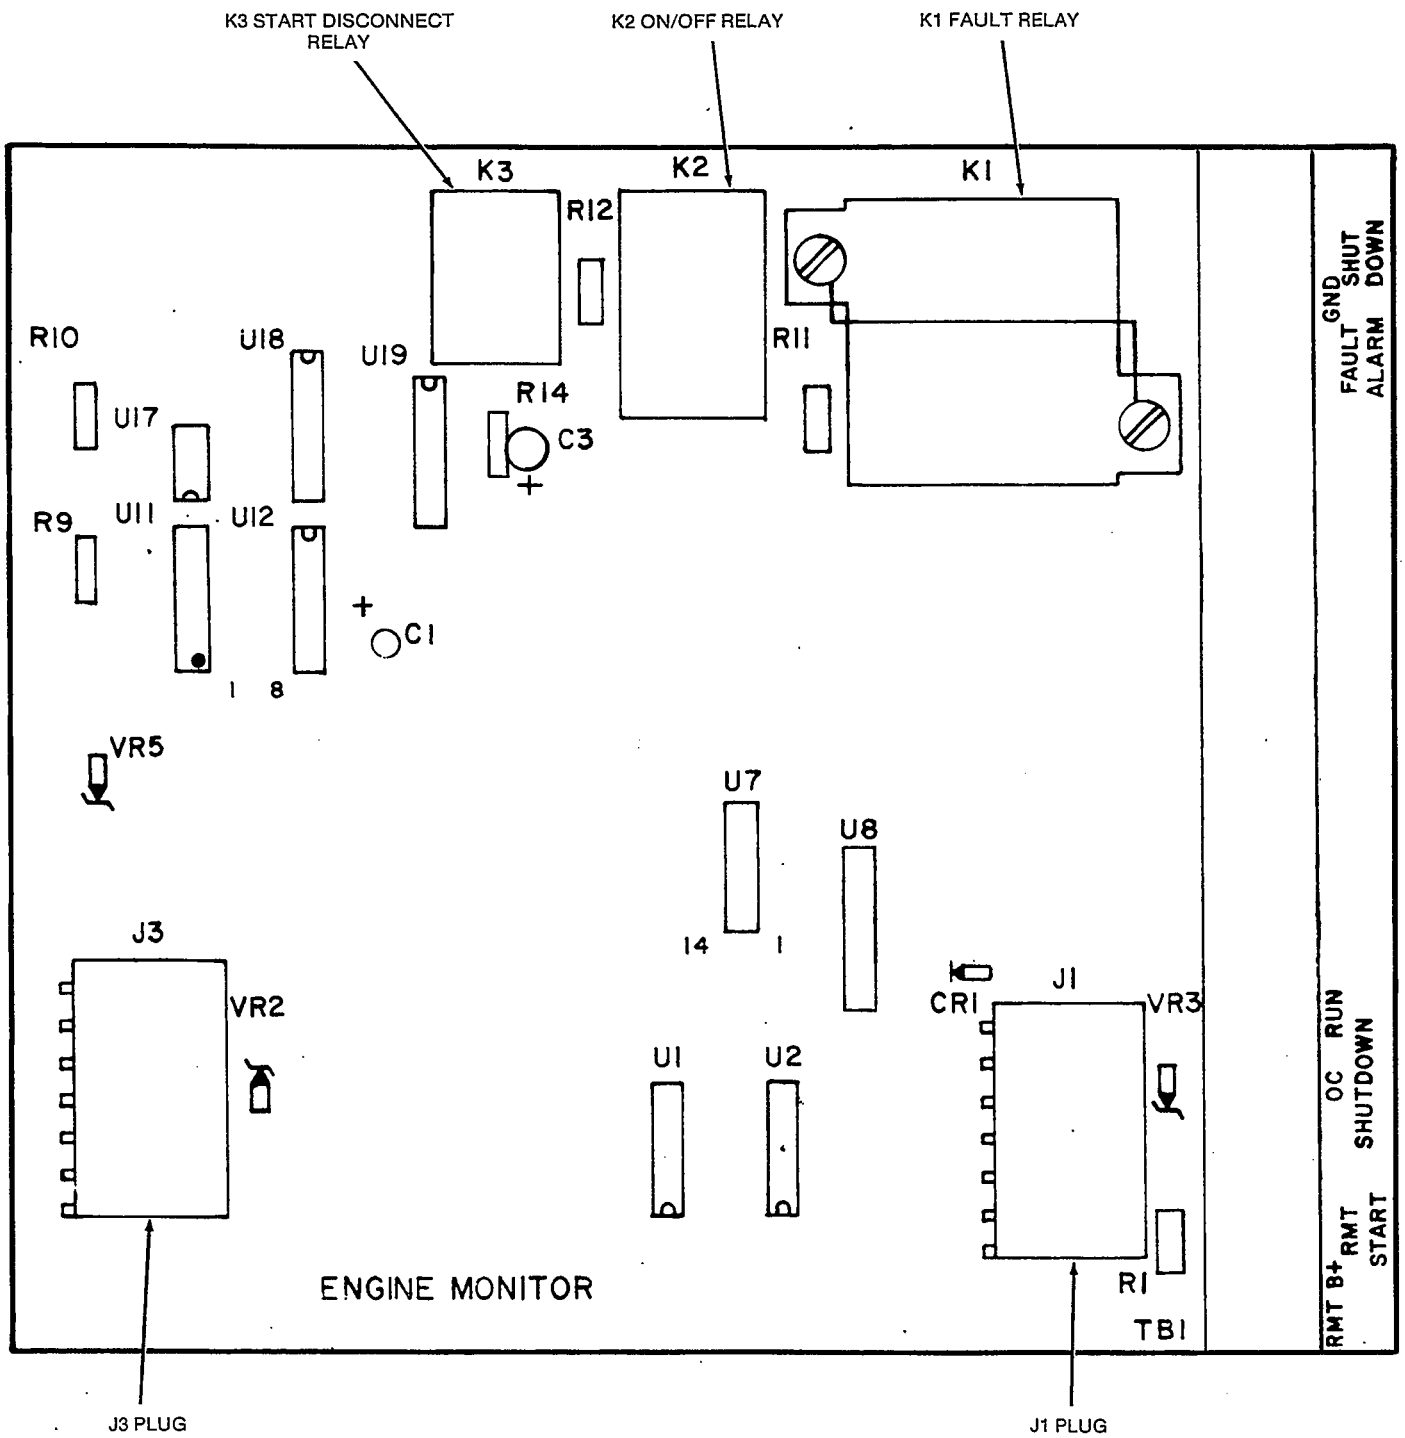 K3 START DISCONNECT
RELAY
K2 ON/OFF RELAY
K1 FAULT RELAY
K3
K2
K1
R12
R10
U18
U19
R11
R14
U17
C3
R9
U11
U12
+
+
C1
1 8
VR5
U7
U8
14 1
J3
VR2
CR1
J1
VR3
U1
U2
R1
ENGINE MONITOR
TB1
GND
FAULT SHUT
ALARM DOWN
OC RUN
SHUTDOWN
RMT B+
RMT
START
J3 PLUG
J1 PLUG